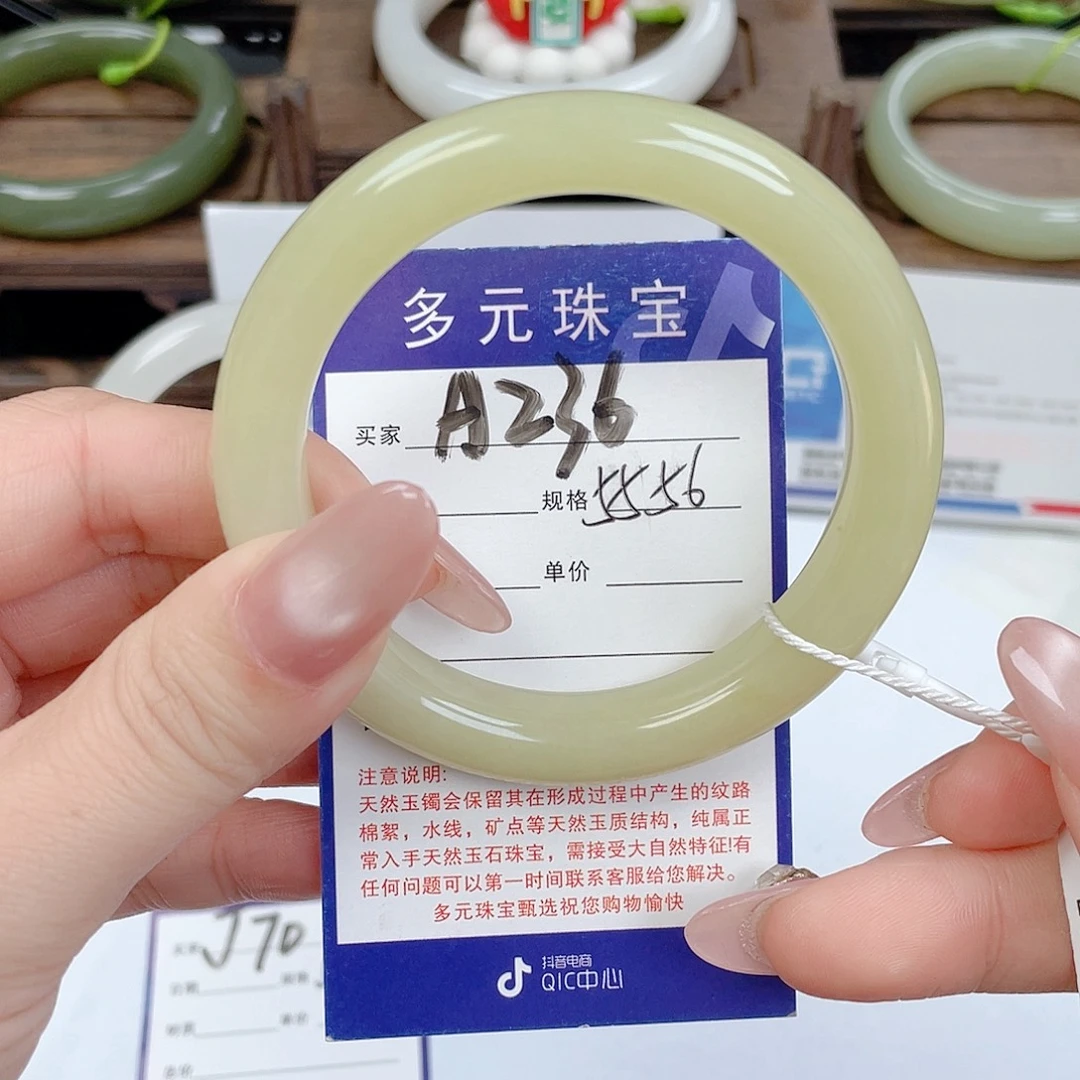 多元珠宝
买家 A236
规格 5556
单价
注意说明:
天然玉镯会保留其在形成过程中产生的纹路
棉絮，水线，矿点等天然玉质结构，纯属正
常入手天然玉石珠宝，需接受大自然特征!有
任何问题可以第一时间联系客服给您解决。
多元珠宝甄选祝您购物愉快
抖音电商
QIC中心
J70